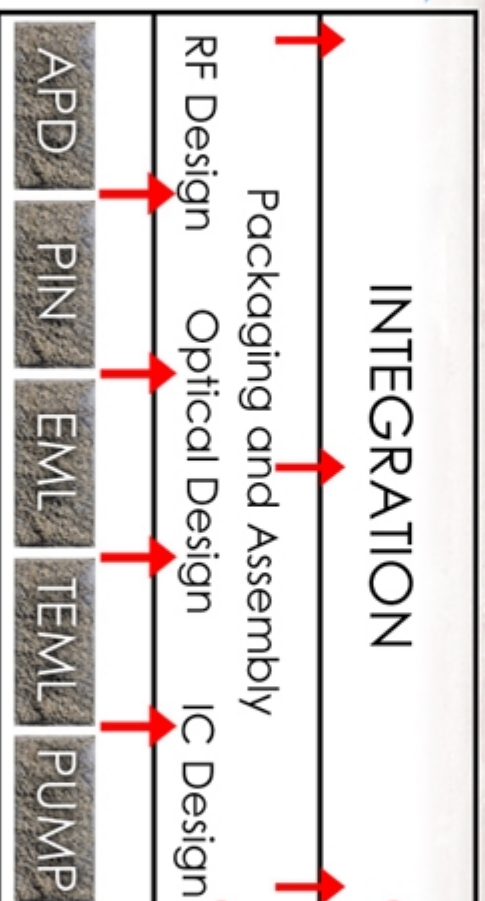 INTEGRATION
Packaging and Assembly
RF Design Optical Design IC Design
APD PIN EML TEML PUMP